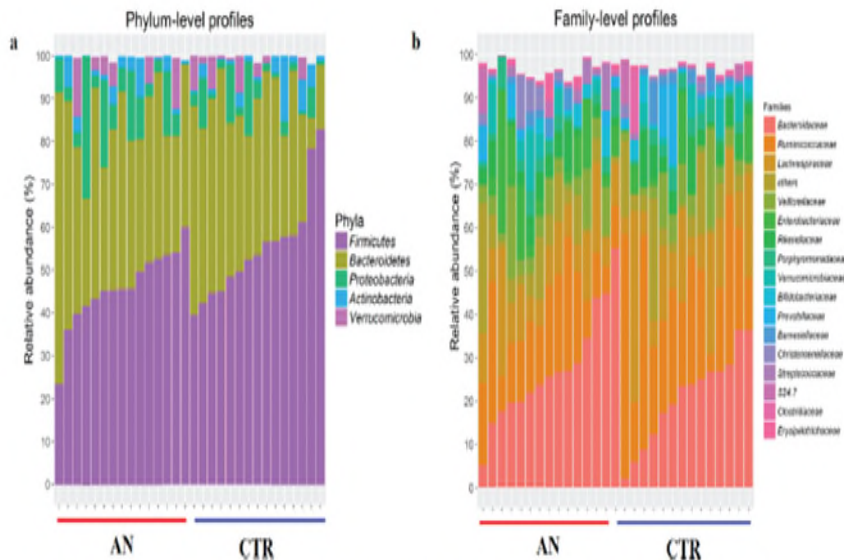 Phylum-level profiles
a
Relative abundance (%)
100
90
80
70
60
50
40
30
20
10
0
AN
CTR
Phyla
Firmicutes
Bacteroidetes
Proteobacteria
Actinobacteria
Verrucomicrobia
Family-level profiles
b
Relative abundance (%)
100
90
80
70
60
50
40
30
20
10
0
AN
CTR
Families
Bacteroidaceae
Ruminococcaceae
Lachnospiraceae
others
Veillonellaceae
Enterobacteriaceae
Rikenellaceae
Porphyromonadaceae
Verrucomicrobiaceae
Bifidobacteriaceae
Prevotellaceae
Barnesiellaceae
Christensenellaceae
Streptococcaceae
S24.7
Clostridiaceae
Erysipelotrichaceae